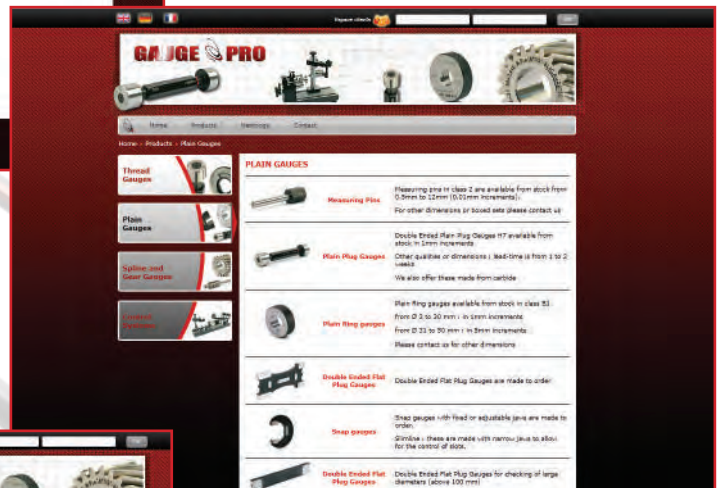 Espace clients
GAUGE PRO
Home Products Metrology Contact
Home - Products - Plain Gauges
Thread
Gauges
Plain
Gauges
Spline and
Gear Gauges
Control
PLAIN GAUGES
Measuring Pins
Measuring pins in class 2 are available from stock from
0.5mm to 12mm (0.01mm increments).
For other dimensions or boxed sets please contact us
Plain Plug Gauges
Double Ended Plain Plug Gauges H7 available from
stock in 1mm increments
Other qualities or dimensions : lead-time is from 1 to 2
weeks
We also offer these made from carbide
Plain Ring gauges
Plain Ring gauges available from stock in class
from Ø 3 to 30 mm : in 1mm increments
from Ø 31 to 50 mm : in 5mm increments
Please contact us for other dimensions
Double Ended Flat
Plug Gauges
Double Ended Flat Plug Gauges are made to order
Snap gauges
Snap gauges with fixed or adjustable jaws are made to
order.
Slimline : these are made with narrow jaws to allow
for the control of slots.
Double Ended Flat
Plug Gauges
Double Ended Flat Plug Gauges for checking of large
diameters (above 100 mm)